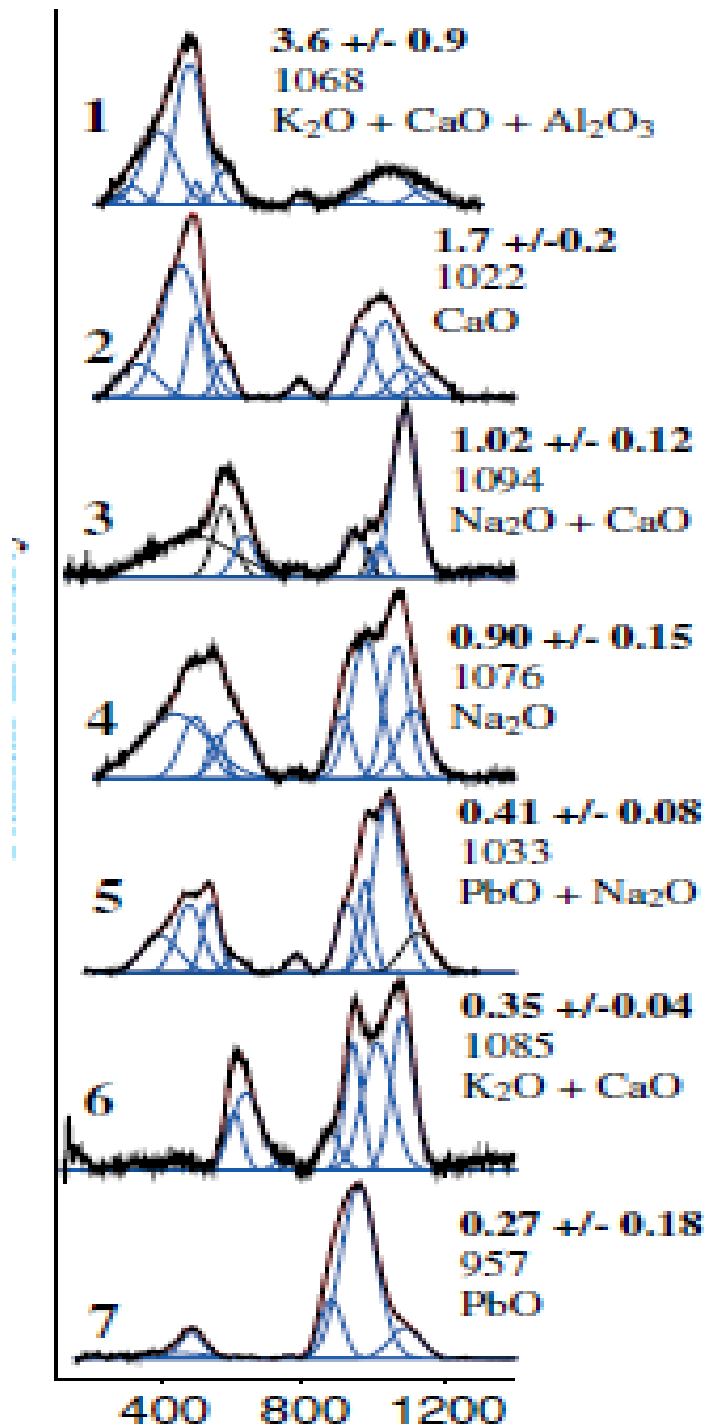 3.6 +/- 0.9
1068
K₂O + CaO + Al₂O₃
1
1.7 +/-0.2
1022
CaO
2
1.02 +/- 0.12
1094
Na₂O + CaO
3
0.90 +/- 0.15
1076
Na₂O
4
0.41 +/- 0.08
1033
PbO + Na₂O
5
0.35 +/-0.04
1085
K₂O + CaO
6
0.27 +/- 0.18
957
PbO
7
400 800 1200